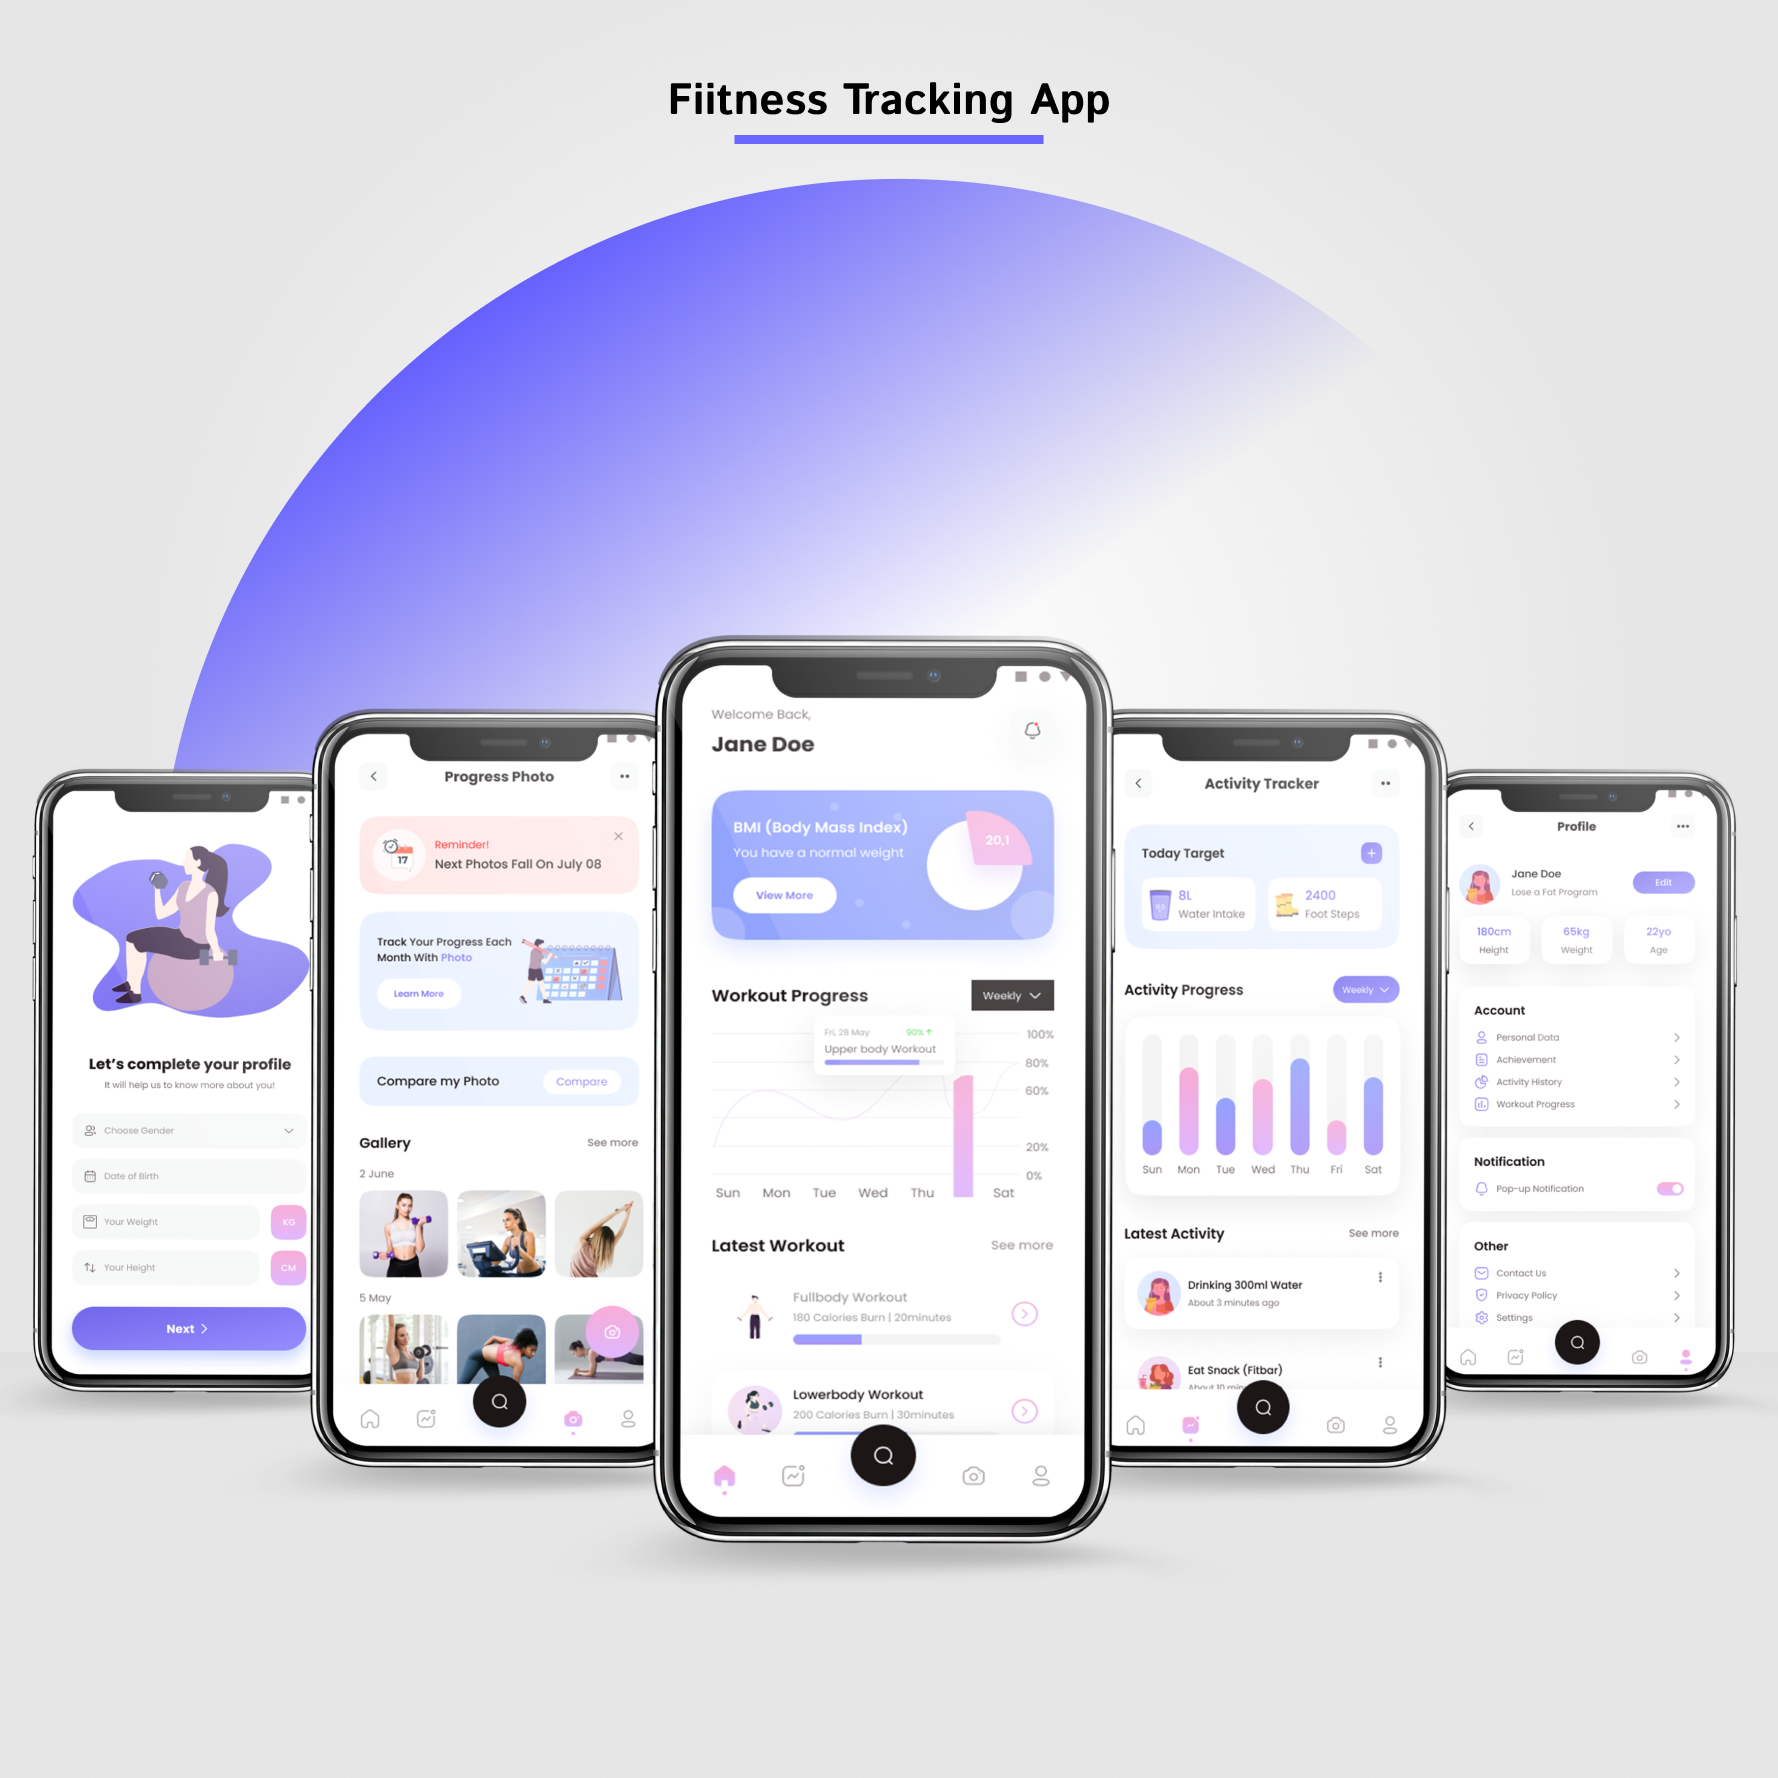 Fiitness Tracking App
Let's complete your profile
It will help us to know more about you!
Choose Gender
Date of Birth
Your Weight
KG
Your Height
CM
Next
Progress Photo
Reminder!
Next Photos Fall On July 08
17
Track Your Progress Each
Month With Photo
Learn More
Compare my Photo
Compare
Gallery
See more
2 June
5 May
Welcome Back,
Jane Doe
BMI (Body Mass Index)
You have a normal weight
20,1
View More
Workout Progress
Weekly
Fri, 28 May
90%
Upper body Workout
100%
80%
60%
20%
0%
Sun Mon Tue Wed Thu Sat
Latest Workout
See more
Fullbody Workout
180 Calories Burn | 20minutes
Lowerbody Workout
200 Calories Burn | 30minutes
Activity Tracker
Today Target
8L
Water Intake
2400
Foot Steps
Activity Progress
Weekly
Sun Mon Tue Wed Thu Fri Sat
Latest Activity
See more
Drinking 300ml Water
About 3 minutes ago
Eat Snack (Fitbar)
About 10
Profile
Jane Doe
Lose a Fat Program
Edit
180cm
Height
65kg
Weight
22yo
Age
Account
Personal Data
Achievement
Activity History
Workout Progress
Notification
Pop-up Notification
Other
Contact Us
Privacy Policy
Settings